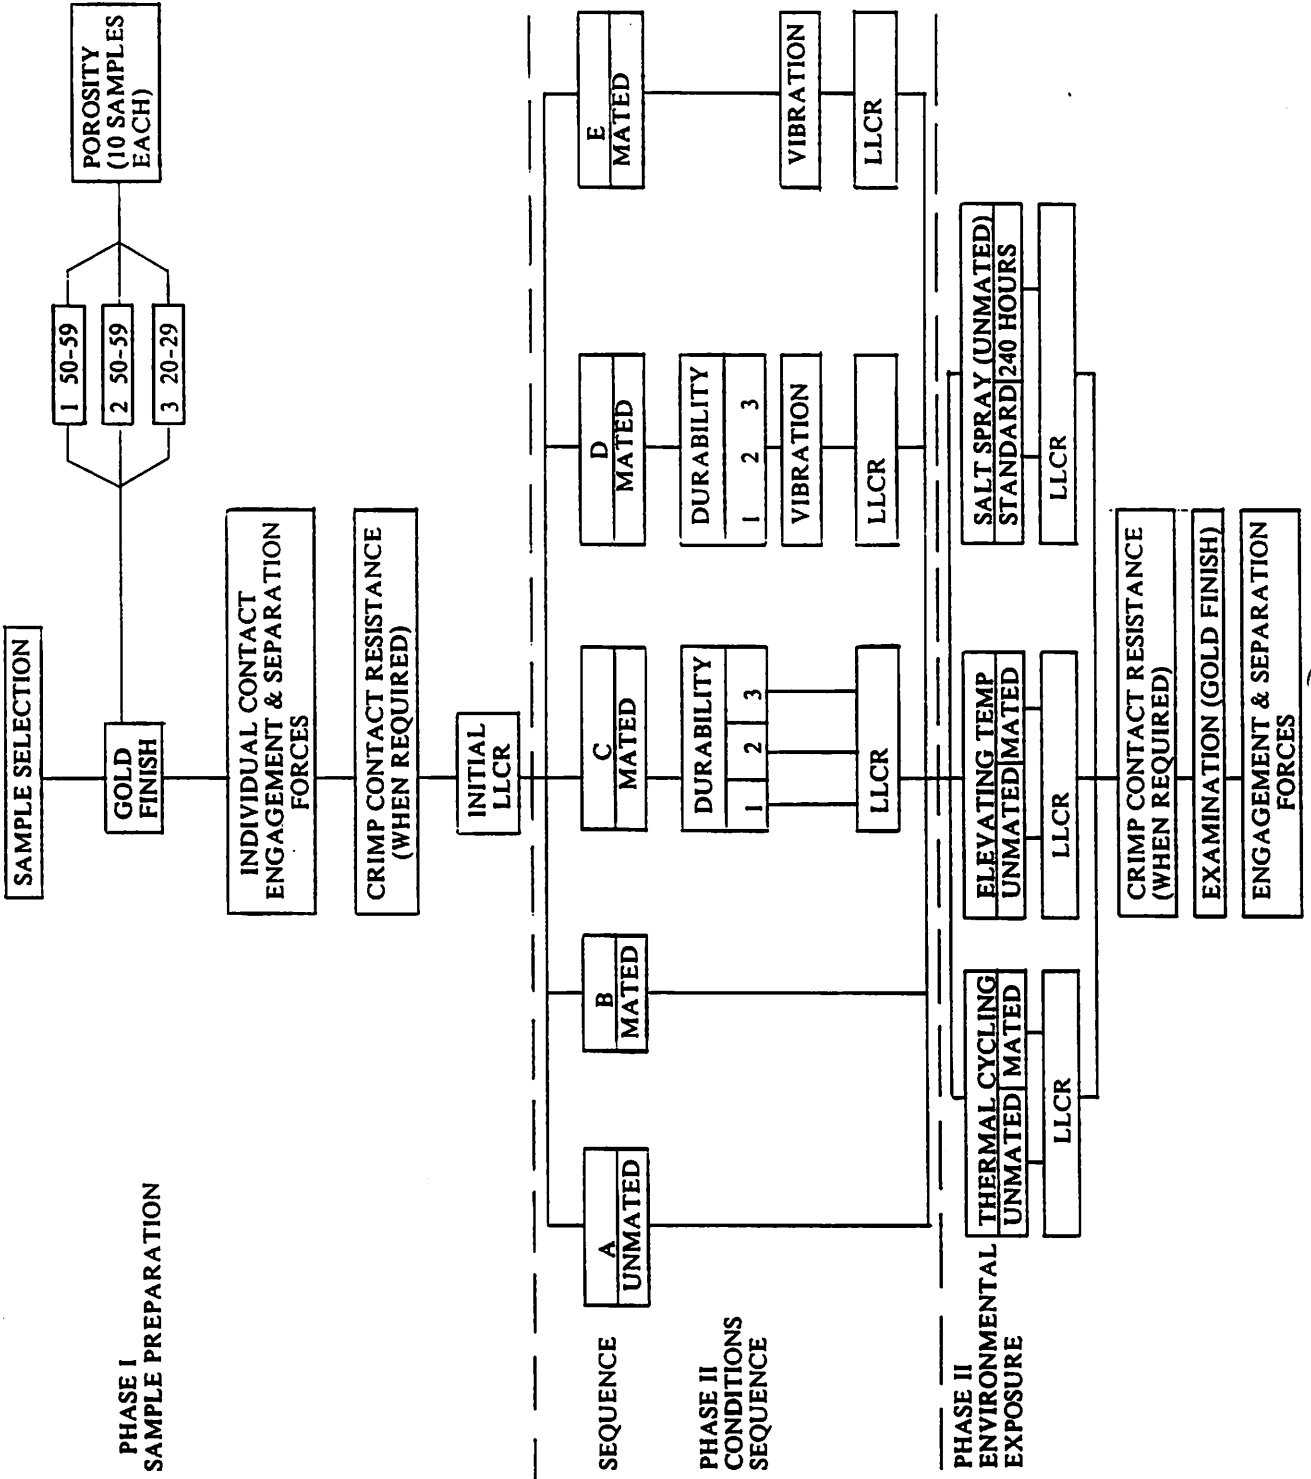 SAMPLE SELECTION
PHASE I
SAMPLE PREPARATION
GOLD
FINISH
1 50-59
2 50-59
3 20-29
POROSITY
(10 SAMPLES
EACH)
INDIVIDUAL CONTACT
ENGAGEMENT & SEPARATION
FORCES
CRIMP CONTACT RESISTANCE
(WHEN REQUIRED)
INITIAL
LLCR
SEQUENCE
A
UNMATED
B
MATED
C
MATED
D
MATED
E
MATED
PHASE II
CONDITIONS
SEQUENCE
DURABILITY
1 2 3
DURABILITY
1 2 3
VIBRATION
VIBRATION
LLCR
LLCR
LLCR
PHASE II
ENVIRONMENTAL
EXPOSURE
THERMAL CYCLING
UNMATED MATED
LLCR
ELEVATING TEMP
UNMATED MATED
LLCR
SALT SPRAY (UNMATED)
STANDARD 240 HOURS
LLCR
CRIMP CONTACT RESISTANCE
(WHEN REQUIRED)
EXAMINATION (GOLD FINISH)
ENGAGEMENT & SEPARATION
FORCES